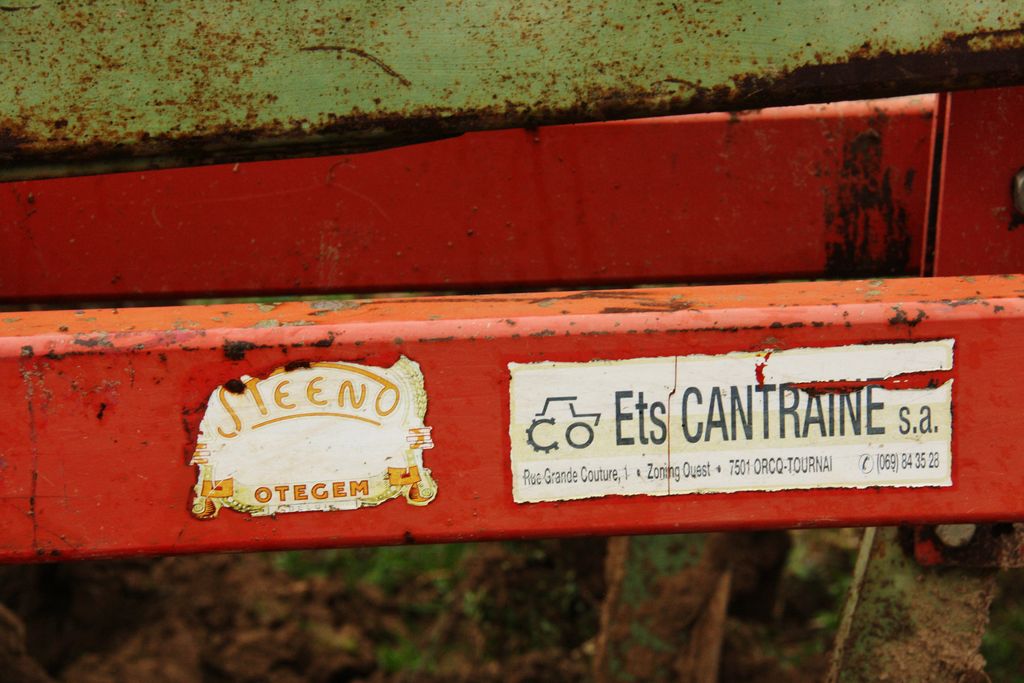 STEENO
OTEGEM
Ets CANTRAINE s.a.
Rue Grande Couture, 1 • Zoning Ouest • 7501 ORCQ-TOURNAI ✆ (069) 84 35 28